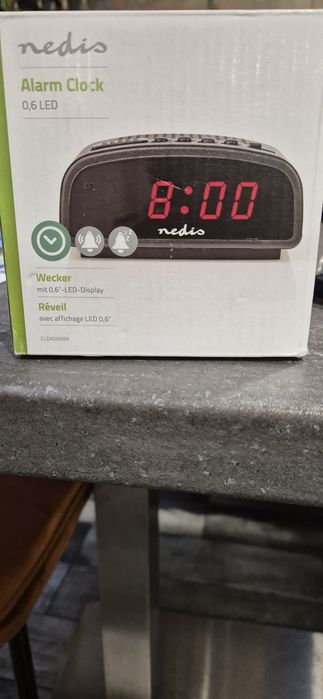 nedis
Alarm Clock
0,6 LED
8:00
nedis
Wecker
mit 0,6"-LED-Display
Réveil
avec affichage LED 0,6"